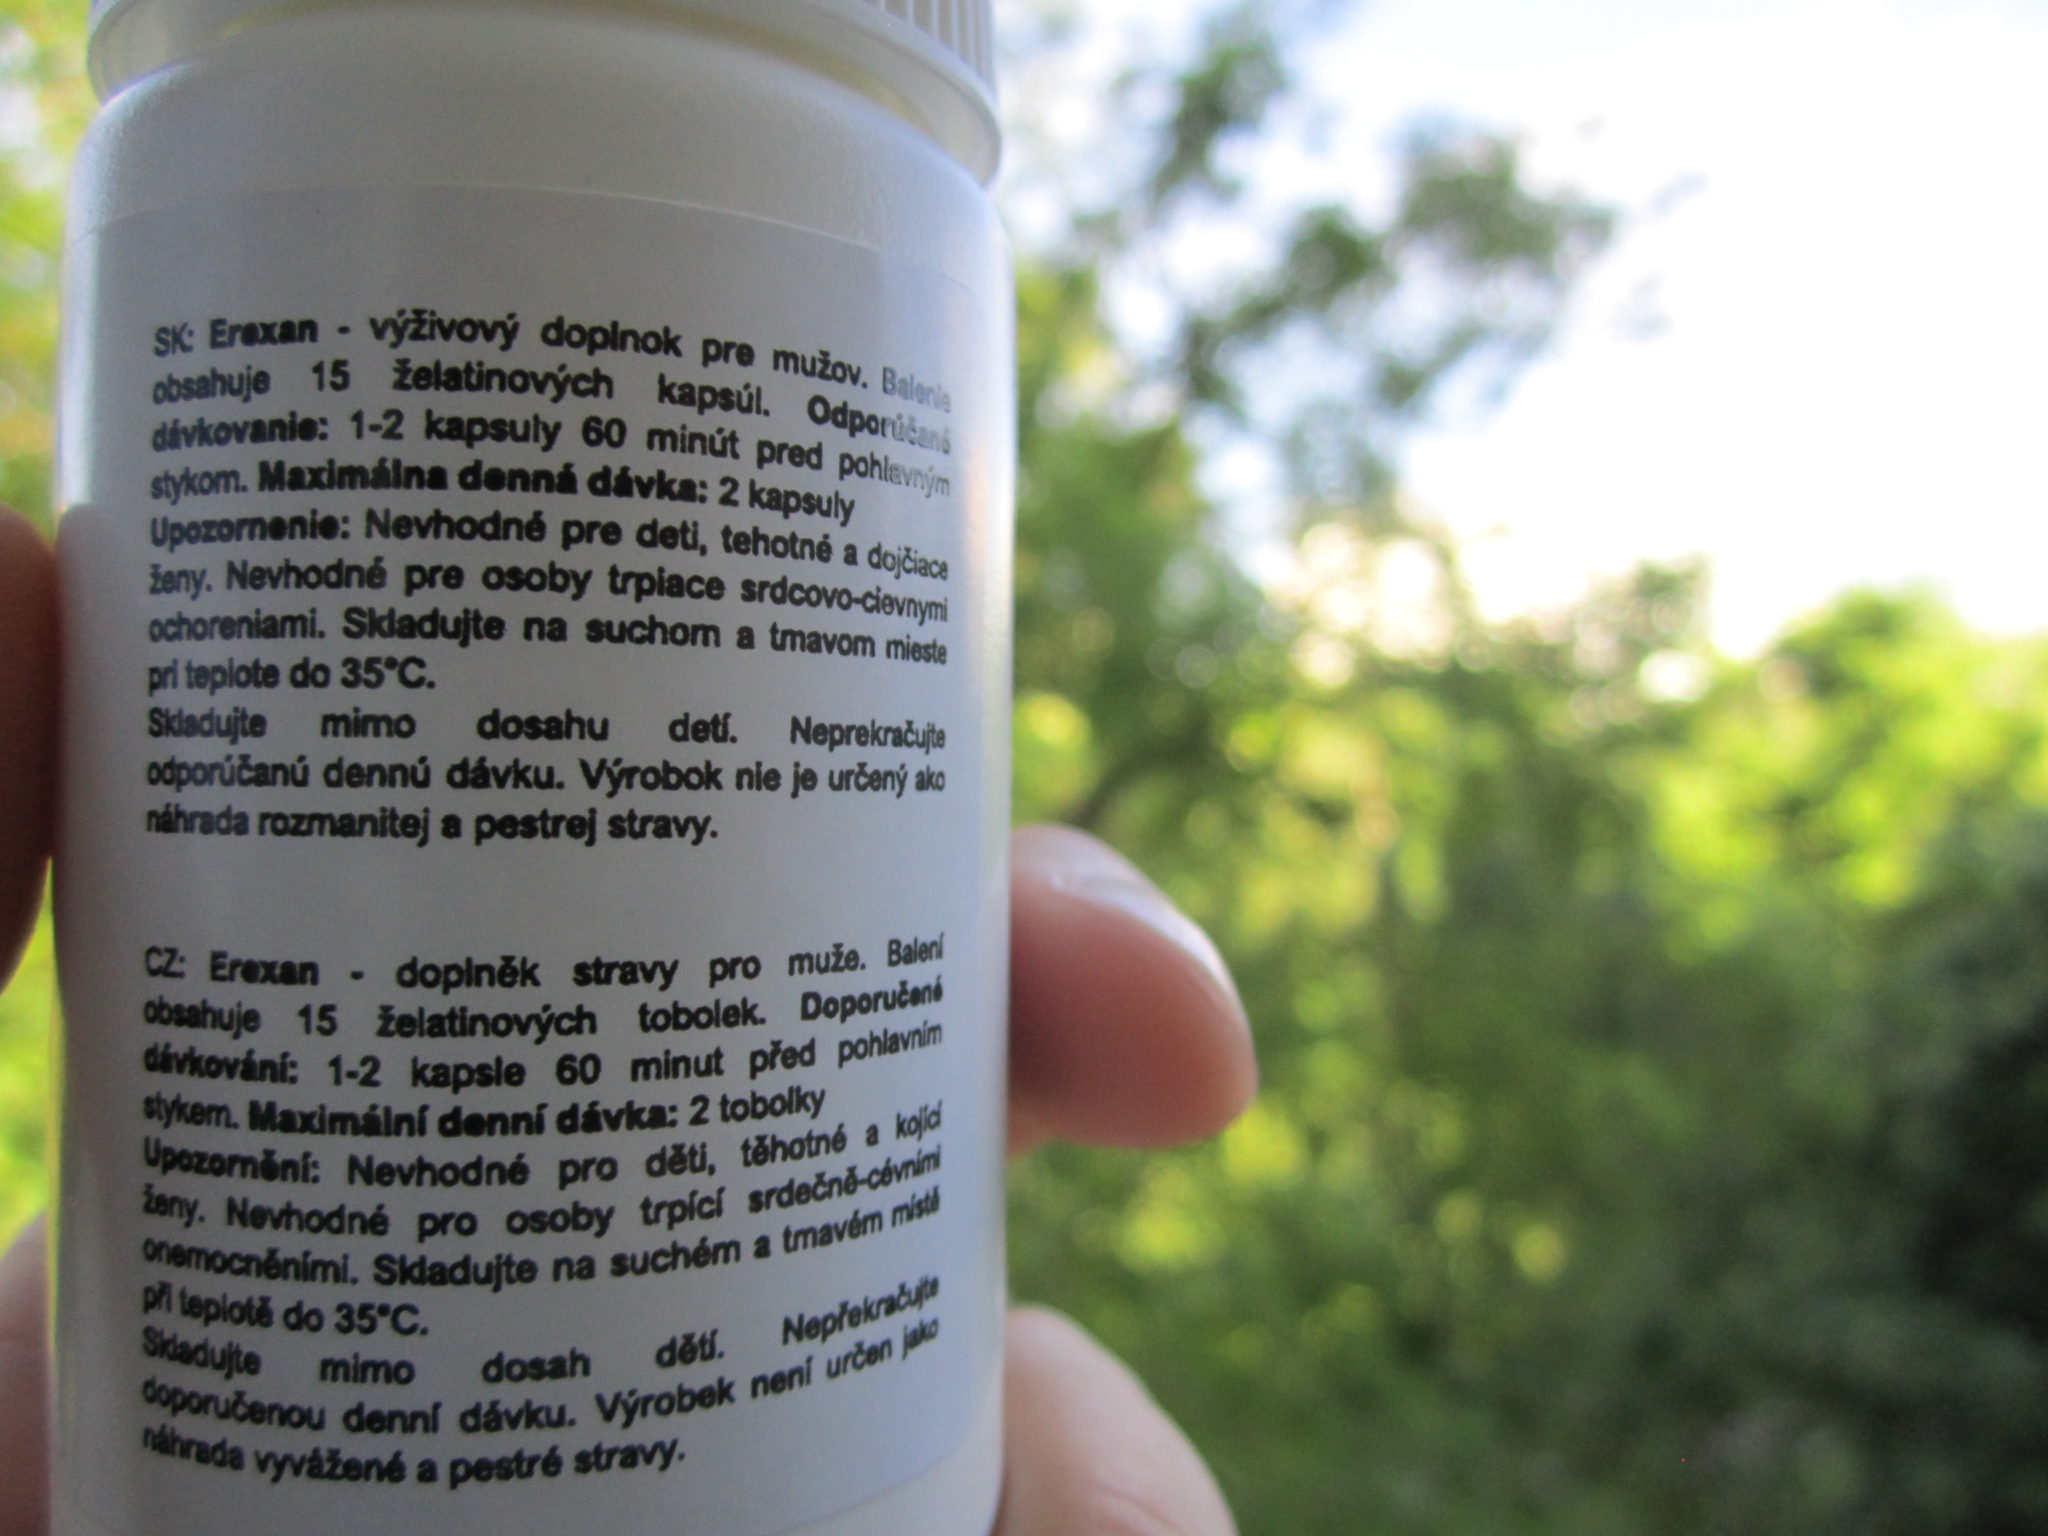 SK: Erexan - výživový doplnok pre mužov. Balenie
obsahuje 15 želatinových kapsúl. Odporúčané
dávkovanie: 1-2 kapsuly 60 minút pred pohlavným
stykom. Maximálna denná dávka: 2 kapsuly
Upozornenie: Nevhodné pre deti, tehotné a dojčiace
ženy. Nevhodné pre osoby trpiace srdcovo-cievnymi
ochoreniami. Skladujte na suchom a tmavom mieste
pri teplote do 35°C.
Skladujte mimo dosahu detí. Neprekračujte
odporúčanú dennú dávku. Výrobok nie je určený ako
náhrada rozmanitej a pestrej stravy.
CZ: Erexan - doplněk stravy pro muže. Balení
obsahuje 15 želatinových tobolek. Doporučené
dávkování: 1-2 kapsle 60 minut před pohlavním
stykem. Maximální denní dávka: 2 tobolky
Upozornění: Nevhodné pro děti, těhotné a kojící
ženy. Nevhodné pro osoby trpící srdečně-cévními
onemocněními. Skladujte na suchém a tmavém místě
při teplotě do 35°C.
Skladujte mimo dosah dětí. Nepřekračujte
doporučenou denní dávku. Výrobek není určen jako
náhrada vyvážené a pestré stravy.